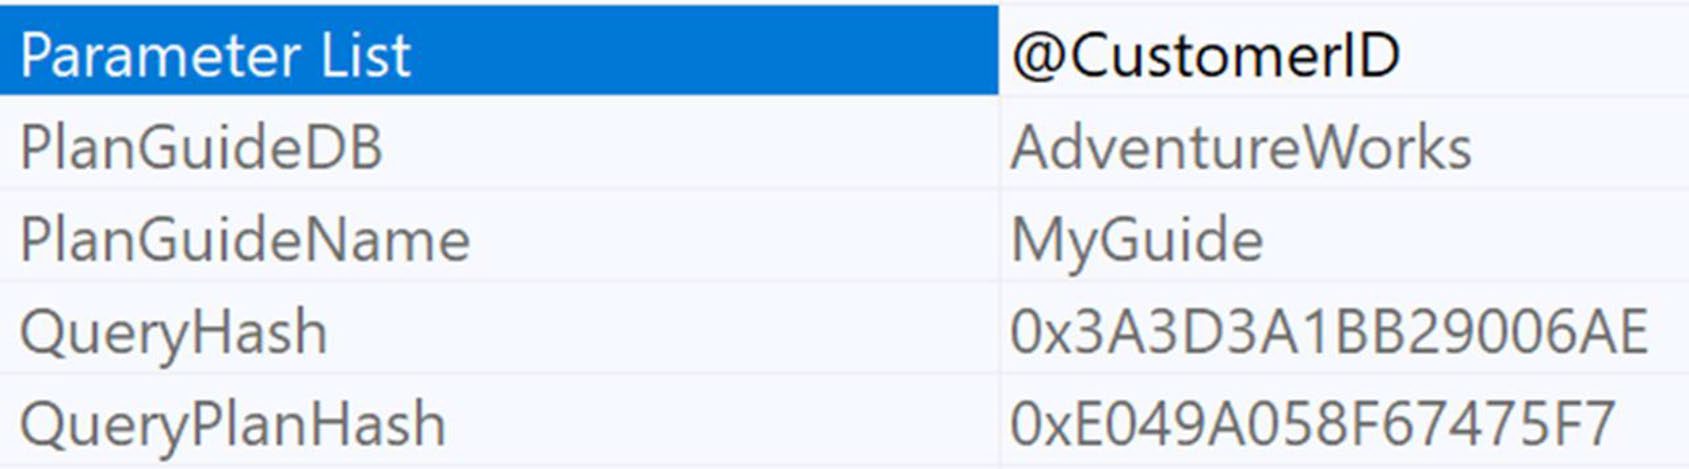 Parameter List @CustomerID
PlanGuideDB AdventureWorks
PlanGuideName MyGuide
QueryHash 0x3A3D3A1BB29006AE
QueryPlanHash 0xE049A058F67475F7